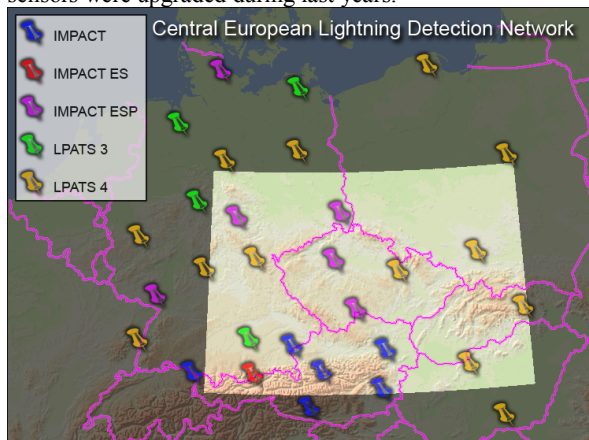 sensors were upgraded during last years.
Central European Lightning Detection Network
IMPACT
IMPACT ES
IMPACT ESP
LPATS 3
LPATS 4